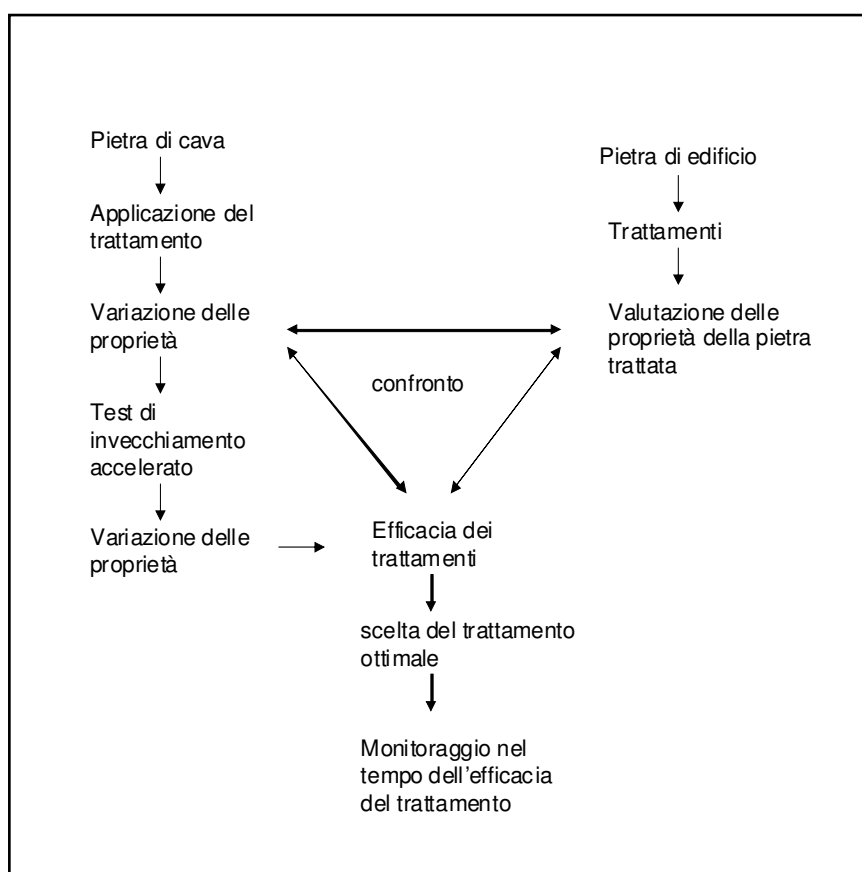 Pietra di cava
Applicazione del
trattamento
Variazione delle
proprietà
Test di
invecchiamento
accelerato
Variazione delle
proprietà
Pietra di edificio
Trattamenti
Valutazione delle
proprietà della pietra
trattata
confronto
Efficacia dei
trattamenti
scelta del trattamento
ottimale
Monitoraggio nel
tempo dell'efficacia
del trattamento